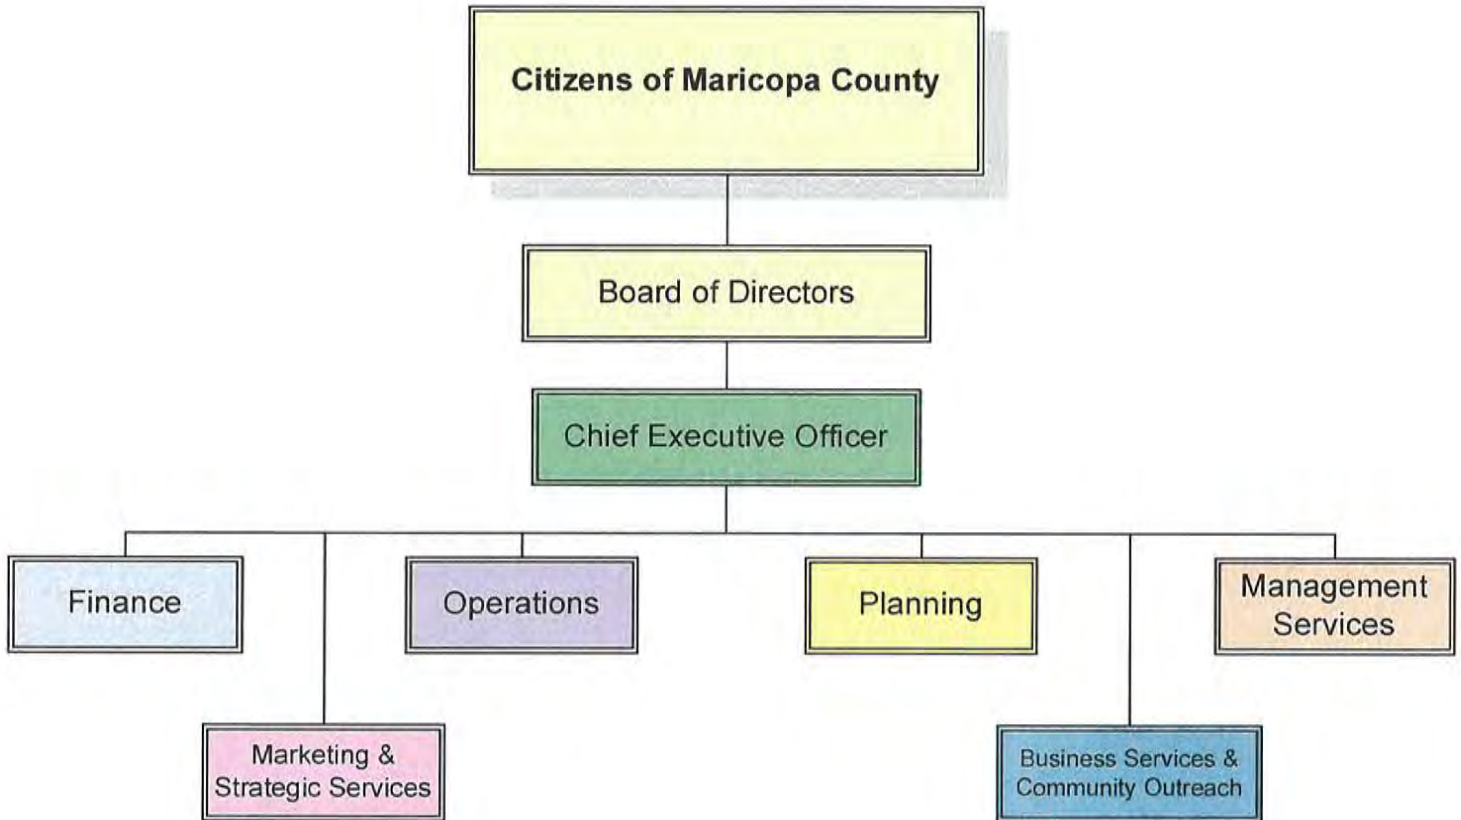 Citizens of Maricopa County
Board of Directors
Chief Executive Officer
Finance
Operations
Planning
Management
Services
Marketing &
Strategic Services
Business Services &
Community Outreach